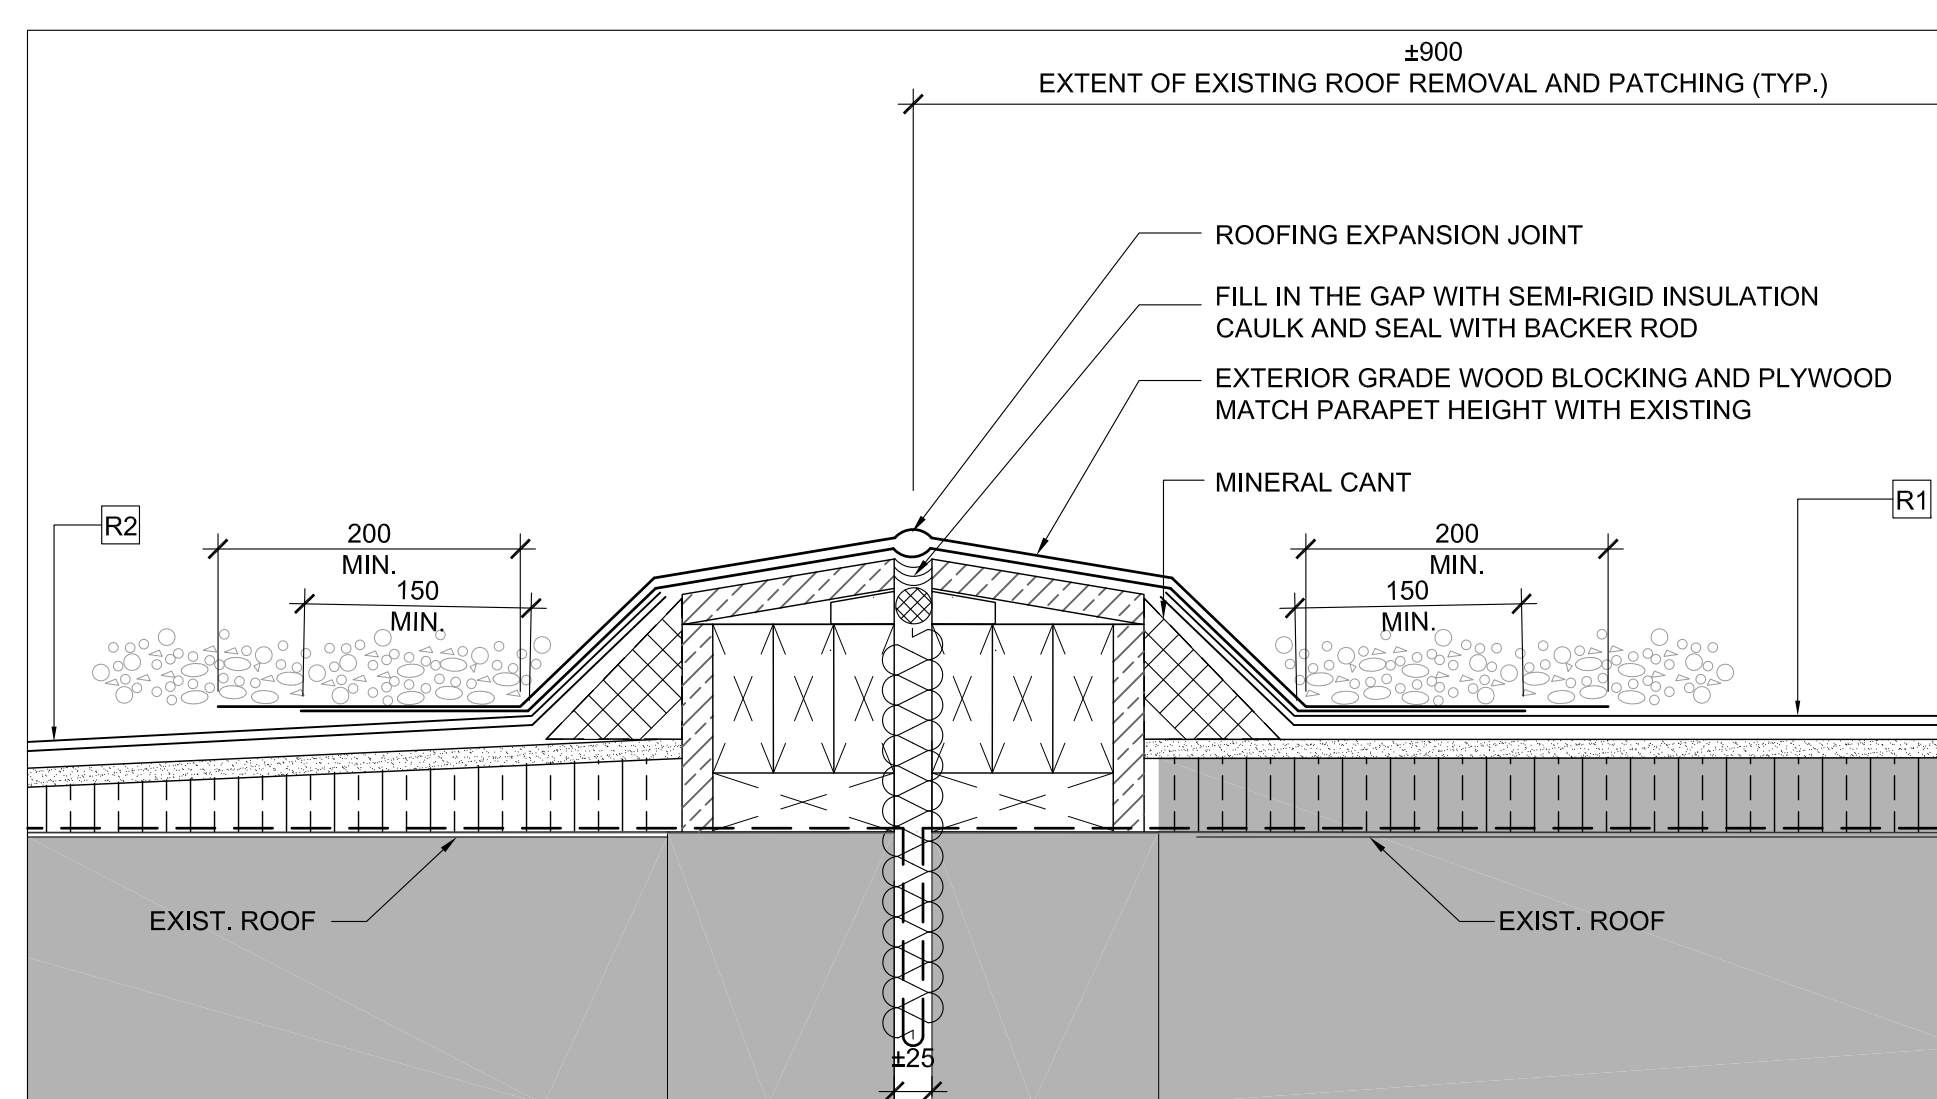 ±900
EXTENT OF EXISTING ROOF REMOVAL AND PATCHING (TYP.)
ROOFING EXPANSION JOINT
FILL IN THE GAP WITH SEMI-RIGID INSULATION
CAULK AND SEAL WITH BACKER ROD
EXTERIOR GRADE WOOD BLOCKING AND PLYWOOD
MATCH PARAPET HEIGHT WITH EXISTING
MINERAL CANT
R2
200
MIN.
150
MIN.
200
MIN.
150
MIN.
R1
EXIST. ROOF
EXIST. ROOF
±25